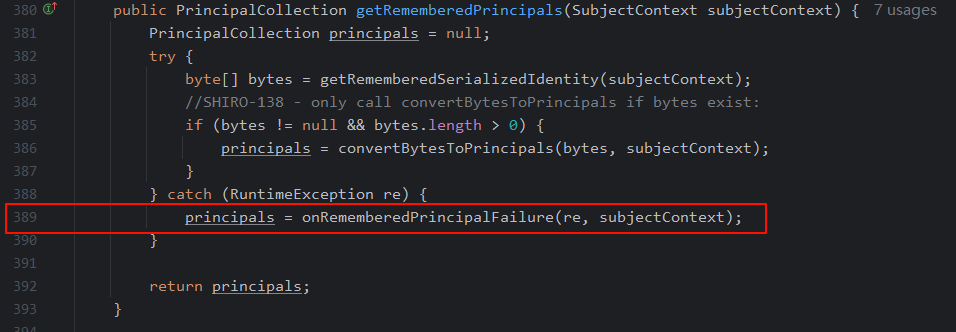 380 public PrincipalCollection getRememberedPrincipals(SubjectContext subjectContext) { 7 usages
381 PrincipalCollection principals = null;
382 try {
383 byte[] bytes = getRememberedSerializedIdentity(subjectContext);
384 //SHIRO-138 - only call convertBytesToPrincipals if bytes exist:
385 if (bytes != null && bytes.length > 0) {
386 principals = convertBytesToPrincipals(bytes, subjectContext);
387 }
388 } catch (RuntimeException re) {
389 principals = onRememberedPrincipalFailure(re, subjectContext);
390 }
391
392 return principals;
393 }
394